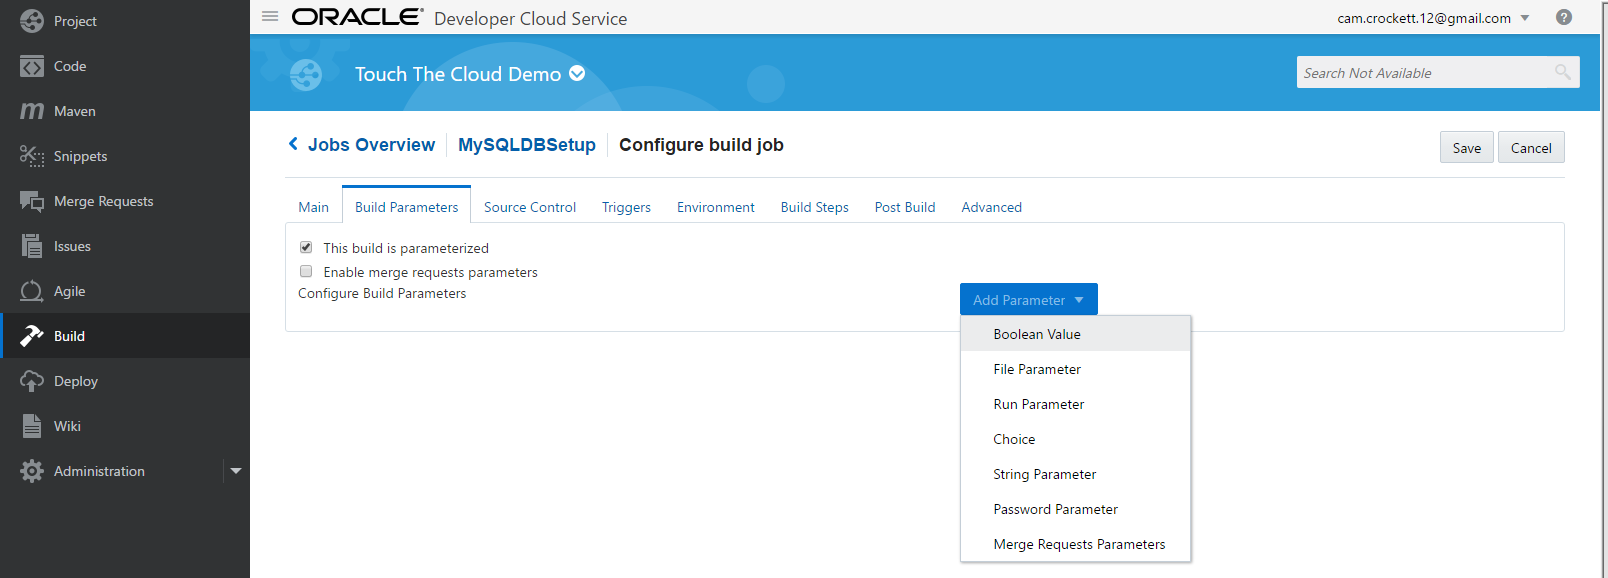 Project
Code
Maven
Snippets
Merge Requests
Issues
Agile
Build
Deploy
Wiki
Administration
ORACLE® Developer Cloud Service
cam.crockett.12@gmail.com
?
Touch The Cloud Demo
Search Not Available
Jobs Overview MySQLDBSetup Configure build job
Save Cancel
Main Build Parameters Source Control Triggers Environment Build Steps Post Build Advanced
This build is parameterized
Enable merge requests parameters
Configure Build Parameters
Add Parameter
Boolean Value
File Parameter
Run Parameter
Choice
String Parameter
Password Parameter
Merge Requests Parameters